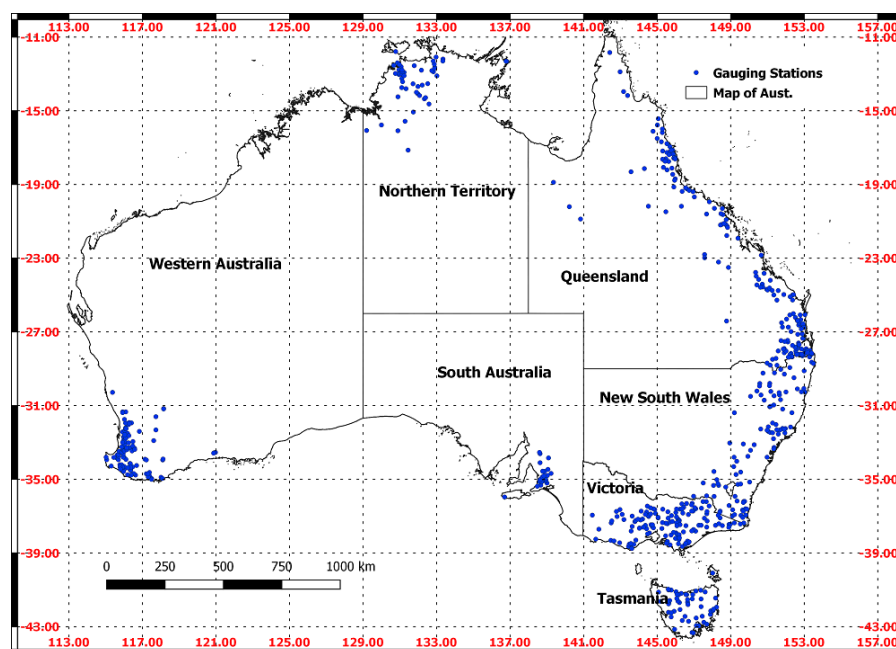 113.00 117.00 121.00 125.00 129.00 133.00 137.00 141.00 145.00 149.00 153.00 157.00
-11.00 -11.00
Gauging Stations
Map of Aust.
-15.00 -15.00
-19.00 -19.00
Northern Territory
-23.00 -23.00
Western Australia
Queensland
-27.00 -27.00
South Australia
New South Wales
-31.00 -31.00
-35.00 -35.00
Victoria
-39.00 -39.00
0 250 500 750 1000 km
Tasmania
-43.00 -43.00
113.00 117.00 121.00 125.00 129.00 133.00 137.00 141.00 145.00 149.00 153.00 157.00